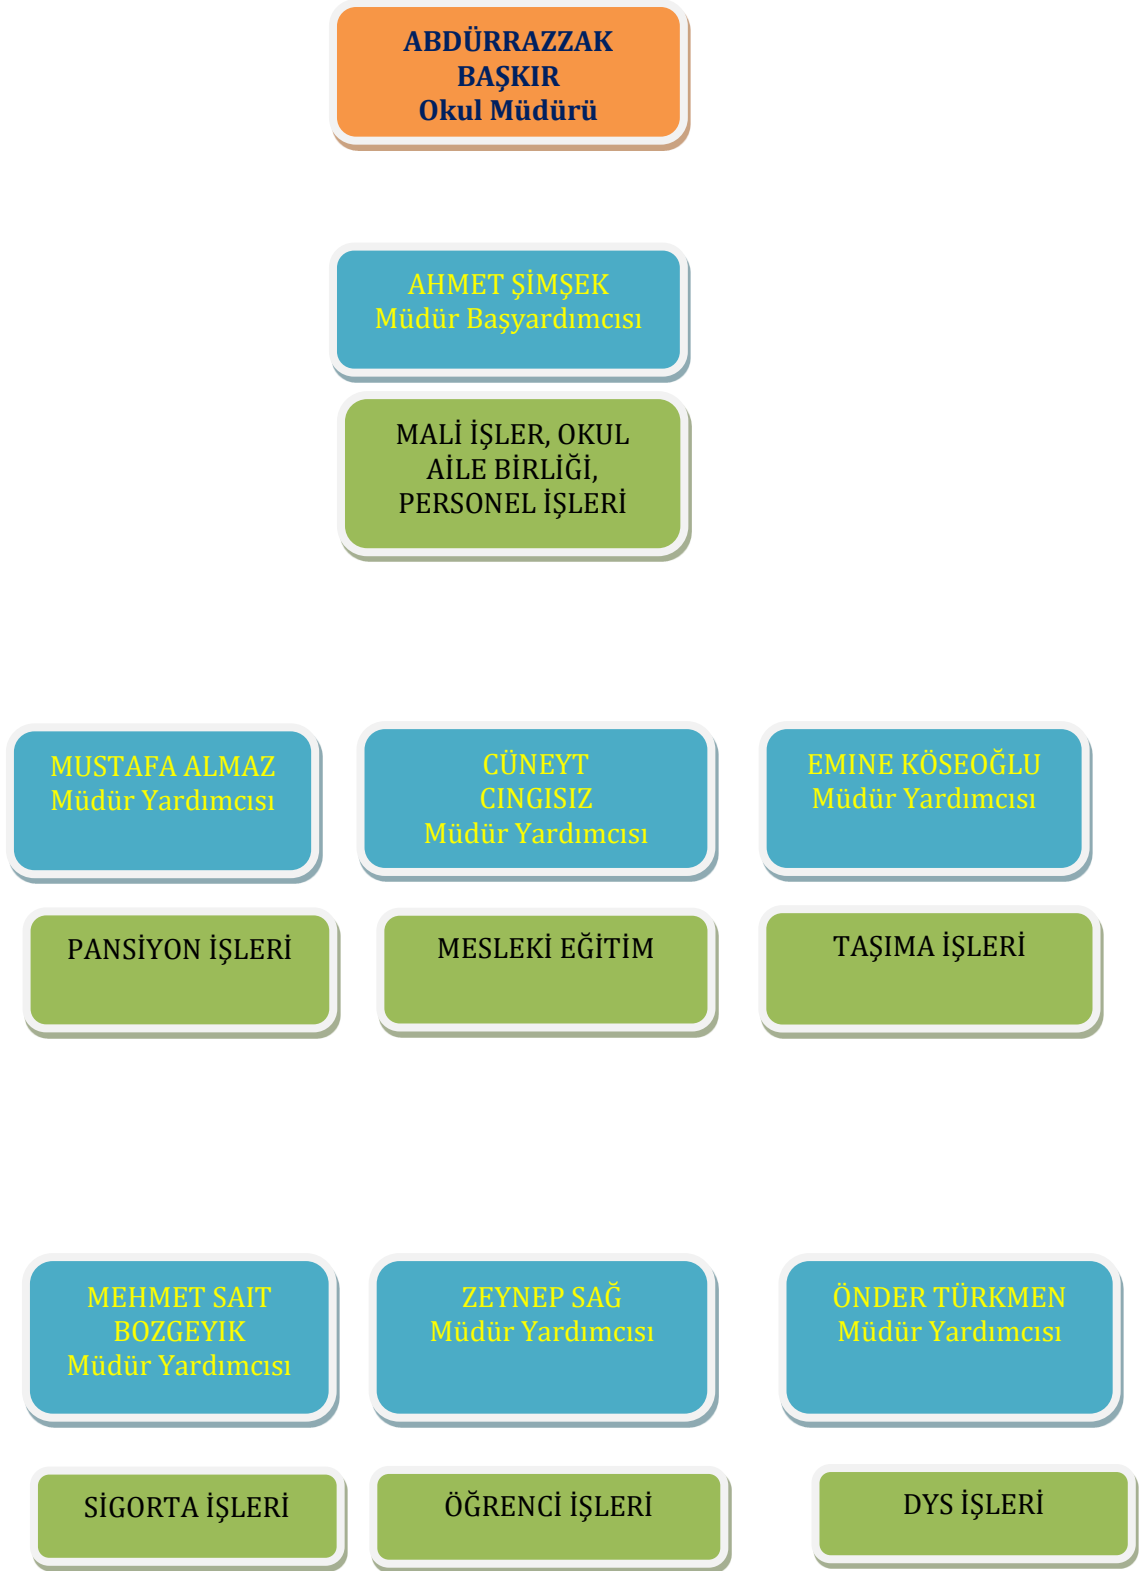 ABDÜRRAZZAK
BAŞKIR
Okul Müdürü
AHMET ŞİMŞEK
Müdür Başyardımcısı
MALİ İŞLER, OKUL
AİLE BİRLİĞİ,
PERSONEL İŞLERİ
MUSTAFA ALMAZ
Müdür Yardımcısı
CÜNEYT
CINGISIZ
Müdür Yardımcısı
EMINE KÖSEOĞLU
Müdür Yardımcısı
PANSİYON İŞLERİ
MESLEKİ EĞİTİM
TAŞIMA İŞLERİ
MEHMET SAIT
BOZGEYIK
Müdür Yardımcısı
ZEYNEP SAĞ
Müdür Yardımcısı
ÖNDER TÜRKMEN
Müdür Yardımcısı
SİGORTA İŞLERİ
ÖĞRENCİ İŞLERİ
DYS İŞLERİ